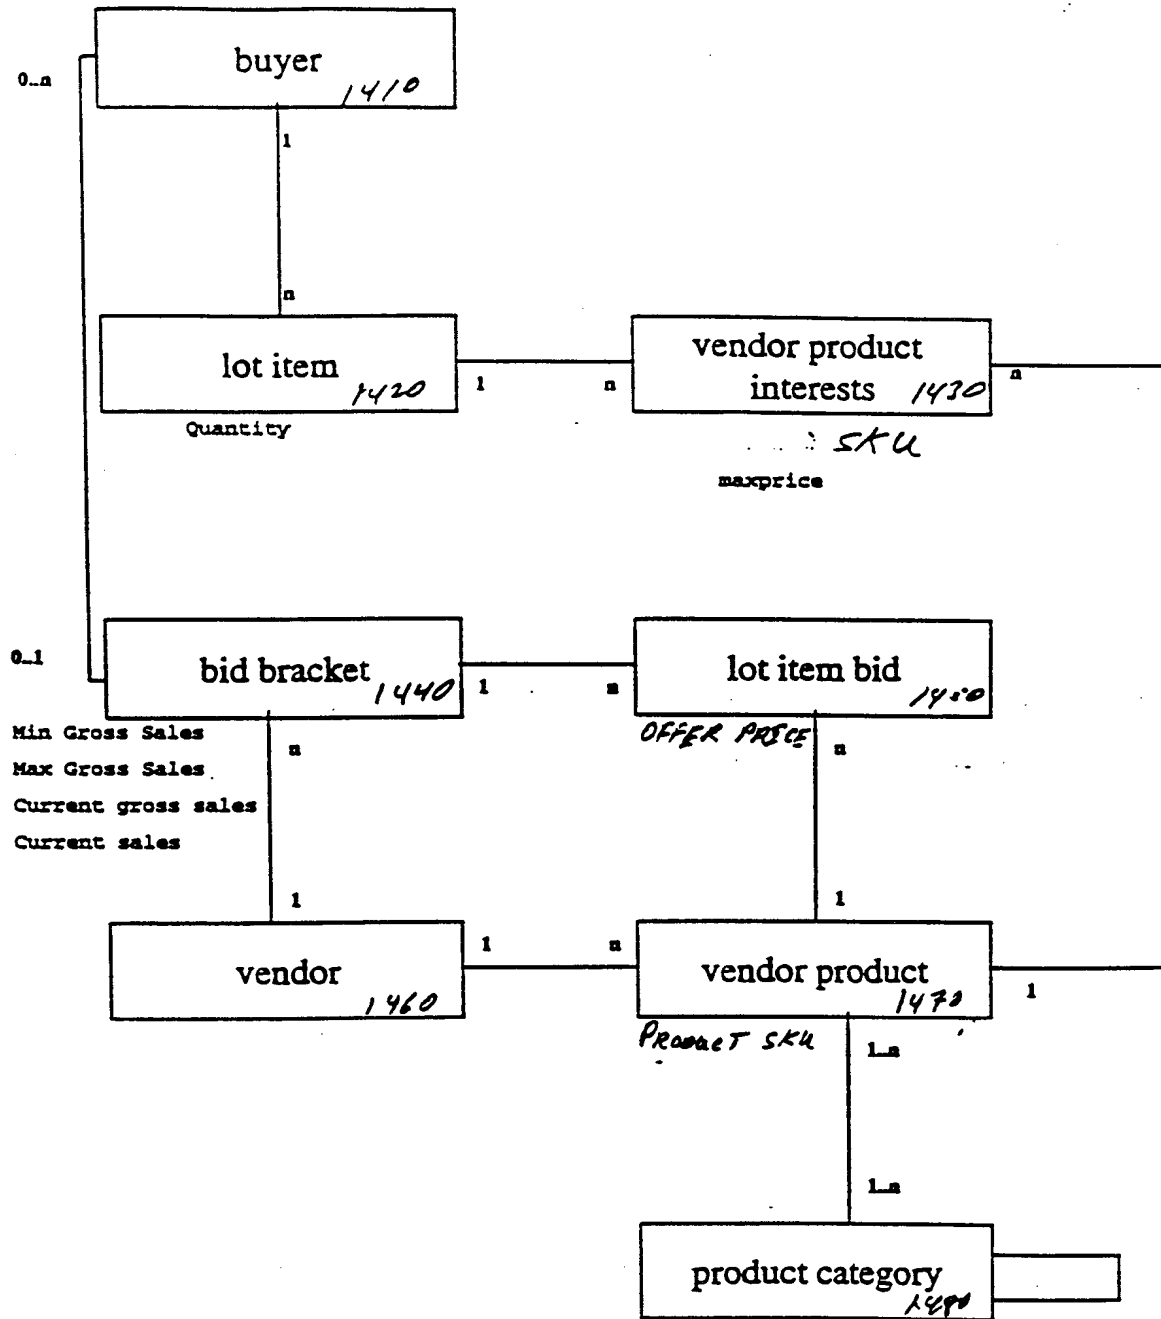 buyer
1410
0..n
1
n
lot item
1420
1
n
vendor product
interests 1430
n
Quantity
SKU
maxprice
0..1
bid bracket
1440
1
n
lot item bid
Min Gross Sales
Max Gross Sales
Current gross sales
Current sales
n
OFFER PRICE
n
1
1
vendor
1460
1
n
vendor product
1470
1
PRODUCT SKU
1..n
1..n
product category